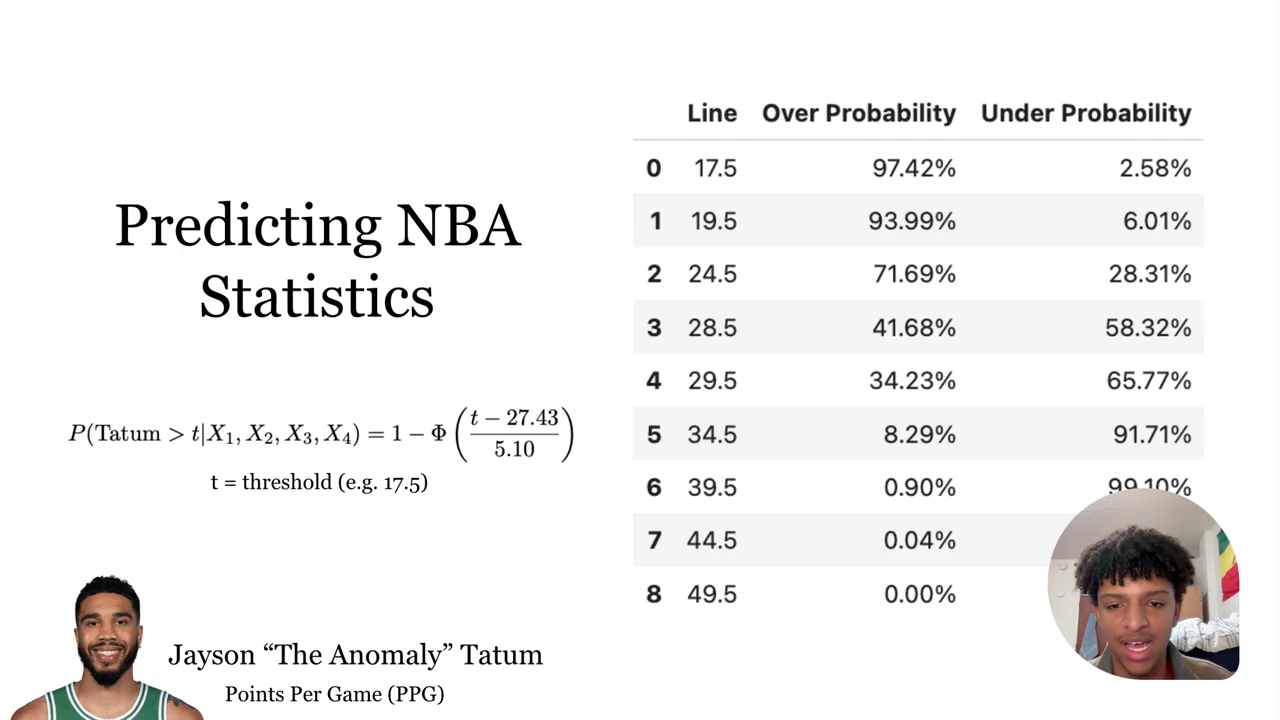 Predicting NBA
Statistics
P(Tatum > t|X₁, X₂, X₃, X₄) = 1 − Φ((t − 27.43)/5.10)
t = threshold (e.g. 17.5)
Jayson “The Anomaly” Tatum
Points Per Game (PPG)
Line Over Probability Under Probability
0 17.5 97.42% 2.58%
1 19.5 93.99% 6.01%
2 24.5 71.69% 28.31%
3 28.5 41.68% 58.32%
4 29.5 34.23% 65.77%
5 34.5 8.29% 91.71%
6 39.5 0.90% 99.10%
7 44.5 0.04%
8 49.5 0.00%